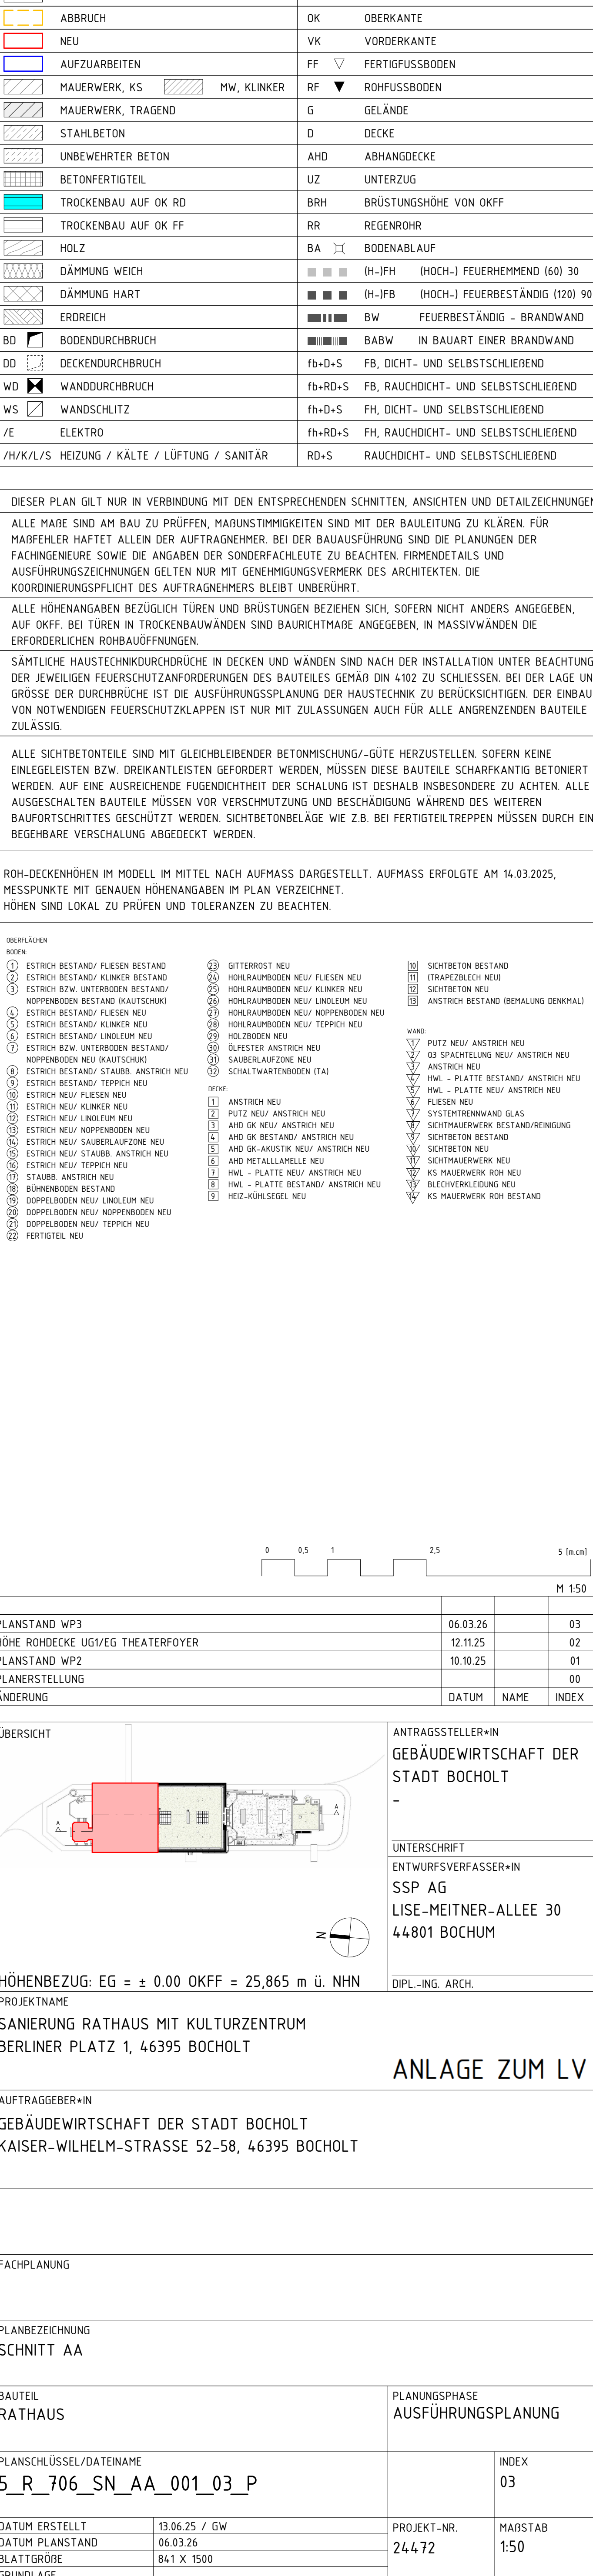 ABBRUCH OK OBERKANTE
NEU VK VORDERKANTE
AUFZUARBEITEN FF FERTIGFUSSBODEN
MAUERWERK, KS MW, KLINKER RF ROHFUSSBODEN
MAUERWERK, TRAGEND G GELÄNDE
STAHLBETON D DECKE
UNBEWEHRTER BETON AHD ABHANGDECKE
BETONFERTIGTEIL UZ UNTERZUG
TROCKENBAU AUF OK RD BRH BRÜSTUNGSHÖHE VON OKFF
TROCKENBAU AUF OK FF RR REGENROHR
HOLZ BA BODENABLAUF
DÄMMUNG WEICH (H-)FH (HOCH-) FEUERHEMMEND (60) 30
DÄMMUNG HART (H-)FB (HOCH-) FEUERBESTÄNDIG (120) 90
ERDREICH BW FEUERBESTÄNDIG - BRANDWAND
BD BODENDURCHBRUCH BABW IN BAUART EINER BRANDWAND
DD DECKENDURCHBRUCH fb+D+S FB, DICHT- UND SELBSTSCHLIEßEND
WD WANDDURCHBRUCH fb+RD+S FB, RAUCHDICHT- UND SELBSTSCHLIEßEND
WS WANDSCHLITZ fh+D+S FH, DICHT- UND SELBSTSCHLIEßEND
/E ELEKTRO fh+RD+S FH, RAUCHDICHT- UND SELBSTSCHLIEßEND
/H/K/L/S HEIZUNG / KÄLTE / LÜFTUNG / SANITÄR RD+S RAUCHDICHT- UND SELBSTSCHLIEßEND
DIESER PLAN GILT NUR IN VERBINDUNG MIT DEN ENTSPRECHENDEN SCHNITTEN, ANSICHTEN UND DETAILZEICHNUNGEN
ALLE MAßE SIND AM BAU ZU PRÜFFEN, MAßUNSTIMMIGKEITEN SIND MIT DER BAULEITUNG ZU KLÄREN. FÜR
MAßFEHLER HAFTET ALLEIN DER AUFTRAGNEHMER. BEI DER BAUAUSFÜHRUNG SIND DIE PLANUNGEN DER
FACHINGENIEURE SOWIE DIE ANGABEN DER SONDERFACHLEUTE ZU BEACHTEN. FIRMENDETAILS UND
AUSFÜHRUNGSZEICHNUNGEN GELTEN NUR MIT GENEHMIGUNGSVERMERK DES ARCHITEKTEN. DIE
KOORDINIERUNGSPFLICHT DES AUFTRAGNEHMERS BLEIBT UNBERÜHRT.
ALLE HÖHENANGABEN BEZÜGLICH TÜREN UND BRÜSTUNGEN BEZIEHEN SICH, SOFERN NICHT ANDERS ANGEGEBEN,
AUF OKFF. BEI TÜREN IN TROCKENBAUWÄNDEN SIND BAURICHTMAßE ANGEGEBEN, IN MASSIVWÄNDEN DIE
ERFORDERLICHEN ROHBAUÖFFNUNGEN.
SÄMTLICHE HAUSTECHNIKDURCHDRÜCHE IN DECKEN UND WÄNDEN SIND NACH DER INSTALLATION UNTER BEACHTUNG
DER JEWEILIGEN FEUERSCHUTZANFORDERUNGEN DES BAUTEILES GEMÄß DIN 4102 ZU SCHLIESSEN. BEI DER LAGE UN
GRÖSSE DER DURCHBRÜCHE IST DIE AUSFÜHRUNGSSPLANUNG DER HAUSTECHNIK ZU BERÜCKSICHTIGEN. DER EINBAU
VON NOTWENDIGEN FEUERSCHUTZKLAPPEN IST NUR MIT ZULASSUNGEN AUCH FÜR ALLE ANGRENZENDEN BAUTEILE
ZULÄSSIG.
ALLE SICHTBETONTEILE SIND MIT GLEICHBLEIBENDER BETONMISCHUNG/-GÜTE HERZUSTELLEN. SOFERN KEINE
EINLEGELEISTEN BZW. DREIKANTLEISTEN GEFORDERT WERDEN, MÜSSEN DIESE BAUTEILE SCHARFKANTIG BETONIERT
WERDEN. AUF EINE AUSREICHENDE FUGENDICHTHEIT DER SCHALUNG IST DESHALB INSBESONDERE ZU ACHTEN. ALLE
AUSGESCHALTEN BAUTEILE MÜSSEN VOR VERSCHMUTZUNG UND BESCHÄDIGUNG WÄHREND DES WEITEREN
BAUFORTSCHRITTES GESCHÜTZT WERDEN. SICHTBETONBELÄGE WIE Z.B. BEI FERTIGTEILTREPPEN MÜSSEN DURCH EIN
BEGEHBARE VERSCHALUNG ABGEDECKT WERDEN.
ROH-DECKENHÖHEN IM MODELL IM MITTEL NACH AUFMASS DARGESTELLT. AUFMASS ERFOLGTE AM 14.03.2025,
MESSPUNKTE MIT GENAUEN HÖHENANGABEN IM PLAN VERZEICHNET.
HÖHEN SIND LOKAL ZU PRÜFEN UND TOLERANZEN ZU BEACHTEN.
OBERFLÄCHEN
BODEN:
1 ESTRICH BESTAND/ FLIESEN BESTAND
2 ESTRICH BESTAND/ KLINKER BESTAND
3 ESTRICH BZW. UNTERBODEN BESTAND/
NOPPENBODEN BESTAND (KAUTSCHUK)
4 ESTRICH BESTAND/ FLIESEN NEU
5 ESTRICH BESTAND/ KLINKER NEU
6 ESTRICH BESTAND/ LINOLEUM NEU
7 ESTRICH BZW. UNTERBODEN BESTAND/
NOPPENBODEN NEU (KAUTSCHUK)
8 ESTRICH BESTAND/ STAUBB. ANSTRICH NEU
9 ESTRICH BESTAND/ TEPPICH NEU
10 ESTRICH NEU/ FLIESEN NEU
11 ESTRICH NEU/ KLINKER NEU
12 ESTRICH NEU/ LINOLEUM NEU
13 ESTRICH NEU/ NOPPENBODEN NEU
14 ESTRICH NEU/ SAUBERLAUFZONE NEU
15 ESTRICH NEU/ STAUBB. ANSTRICH NEU
16 ESTRICH NEU/ TEPPICH NEU
17 STAUBB. ANSTRICH NEU
18 BÜHNENBODEN BESTAND
19 DOPPELBODEN NEU/ LINOLEUM NEU
20 DOPPELBODEN NEU/ NOPPENBODEN NEU
21 DOPPELBODEN NEU/ TEPPICH NEU
22 FERTIGTEIL NEU
23 GITTERROST NEU
24 HOHLRAUMBODEN NEU/ FLIESEN NEU
25 HOHLRAUMBODEN NEU/ KLINKER NEU
26 HOHLRAUMBODEN NEU/ LINOLEUM NEU
27 HOHLRAUMBODEN NEU/ NOPPENBODEN NEU
28 HOHLRAUMBODEN NEU/ TEPPICH NEU
29 HOLZBODEN NEU
30 ÖLFESTER ANSTRICH NEU
31 SAUBERLAUFZONE NEU
32 SCHALTWARTENBODEN (TA)
DECKE:
1 ANSTRICH NEU
2 PUTZ NEU/ ANSTRICH NEU
3 AHD GK NEU/ ANSTRICH NEU
4 AHD GK BESTAND/ ANSTRICH NEU
5 AHD GK-AKUSTIK NEU/ ANSTRICH NEU
6 AHD METALLLAMELLE NEU
7 HWL - PLATTE NEU/ ANSTRICH NEU
8 HWL - PLATTE BESTAND/ ANSTRICH NEU
9 HEIZ-KÜHLSEGEL NEU
10 SICHTBETON BESTAND
11 (TRAPEZBLECH NEU)
12 SICHTBETON NEU
13 ANSTRICH BESTAND (BEMALUNG DENKMAL)
WAND:
1 PUTZ NEU/ ANSTRICH NEU
2 Q3 SPACHTELUNG NEU/ ANSTRICH NEU
3 ANSTRICH NEU
4 HWL - PLATTE BESTAND/ ANSTRICH NEU
5 HWL - PLATTE NEU/ ANSTRICH NEU
6 FLIESEN NEU
7 SYSTEMTRENNWAND GLAS
8 SICHTMAUERWERK BESTAND/REINIGUNG
9 SICHTBETON BESTAND
10 SICHTBETON NEU
11 SICHTMAUERWERK NEU
12 KS MAUERWERK ROH NEU
13 BLECHVERKLEIDUNG NEU
14 KS MAUERWERK ROH BESTAND
0 0,5 1 2,5 5 [m.cm]
M 1:50
PLANSTAND WP3 06.03.26 03
HÖHE ROHDECKE UG1/EG THEATERFOYER 12.11.25 02
PLANSTAND WP2 10.10.25 01
PLANERSTELLUNG 00
ÄNDERUNG DATUM NAME INDEX
ÜBERSICHT
A
A
N
HÖHENBEZUG: EG = ± 0.00 OKFF = 25,865 m ü. NHN
ANTRAGSSTELLER*IN
GEBÄUDEWIRTSCHAFT DER
STADT BOCHOLT
-
UNTERSCHRIFT
ENTWURFSVERFASSER*IN
SSP AG
LISE-MEITNER-ALLEE 30
44801 BOCHUM
DIPL.-ING. ARCH.
PROJEKTNAME
SANIERUNG RATHAUS MIT KULTURZENTRUM
BERLINER PLATZ 1, 46395 BOCHOLT
ANLAGE ZUM LV
AUFTRAGGEBER*IN
GEBÄUDEWIRTSCHAFT DER STADT BOCHOLT
KAISER-WILHELM-STRASSE 52-58, 46395 BOCHOLT
FACHPLANUNG
PLANBEZEICHNUNG
SCHNITT AA
BAUTEIL
RATHAUS
PLANUNGSPHASE
AUSFÜHRUNGSPLANUNG
PLANSCHLÜSSEL/DATEINAME
5_R_706_SN_AA_001_03_P
INDEX
03
DATUM ERSTELLT 13.06.25 / GW
DATUM PLANSTAND 06.03.26
BLATTGRÖßE 841 X 1500
GRUNDLAGE
PROJEKT-NR.
24472
MAßSTAB
1:50